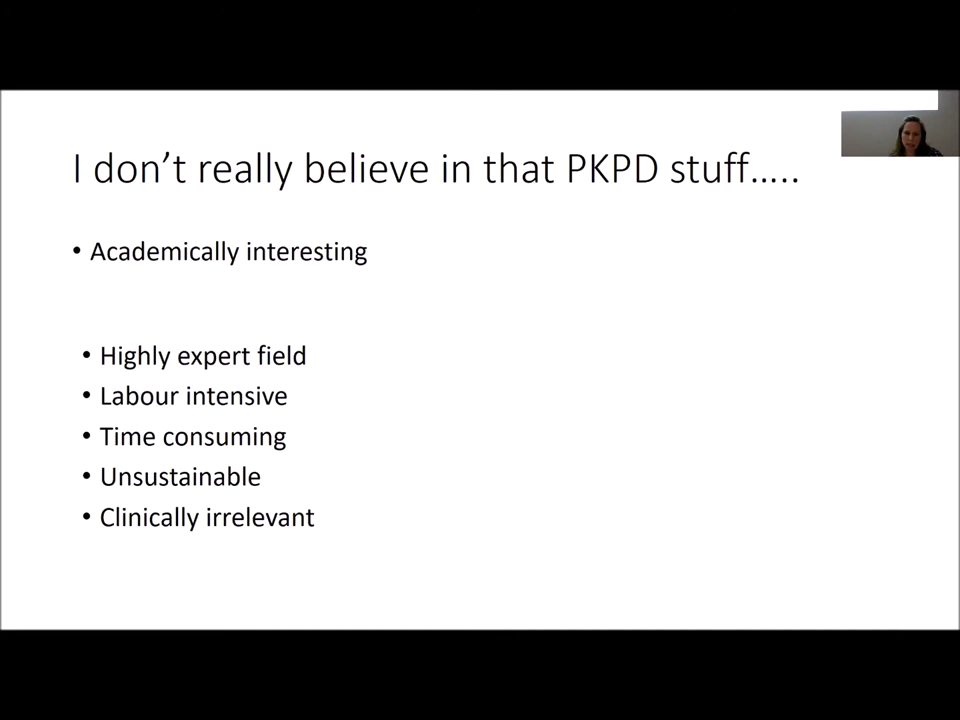 I don’t really believe in that PKPD stuff…..
• Academically interesting
• Highly expert field
• Labour intensive
• Time consuming
• Unsustainable
• Clinically irrelevant